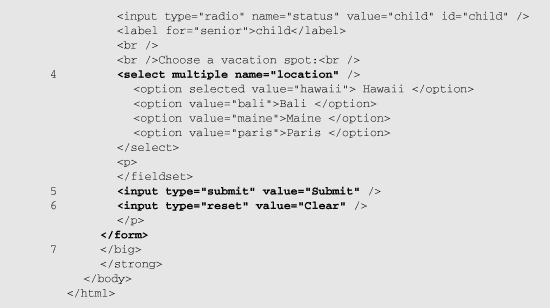 <input type="radio" name="status" value="child" id="child" />
<label for="senior">child</label>
<br />
<br />Choose a vacation spot:<br />
4 <select multiple name="location" />
<option selected value="hawaii"> Hawaii </option>
<option value="bali">Bali </option>
<option value="maine">Maine </option>
<option value="paris">Paris </option>
</select>
<p>
</fieldset>
5 <input type="submit" value="Submit" />
6 <input type="reset" value="Clear" />
</p>
</form>
7 </big>
</strong>
</body>
</html>